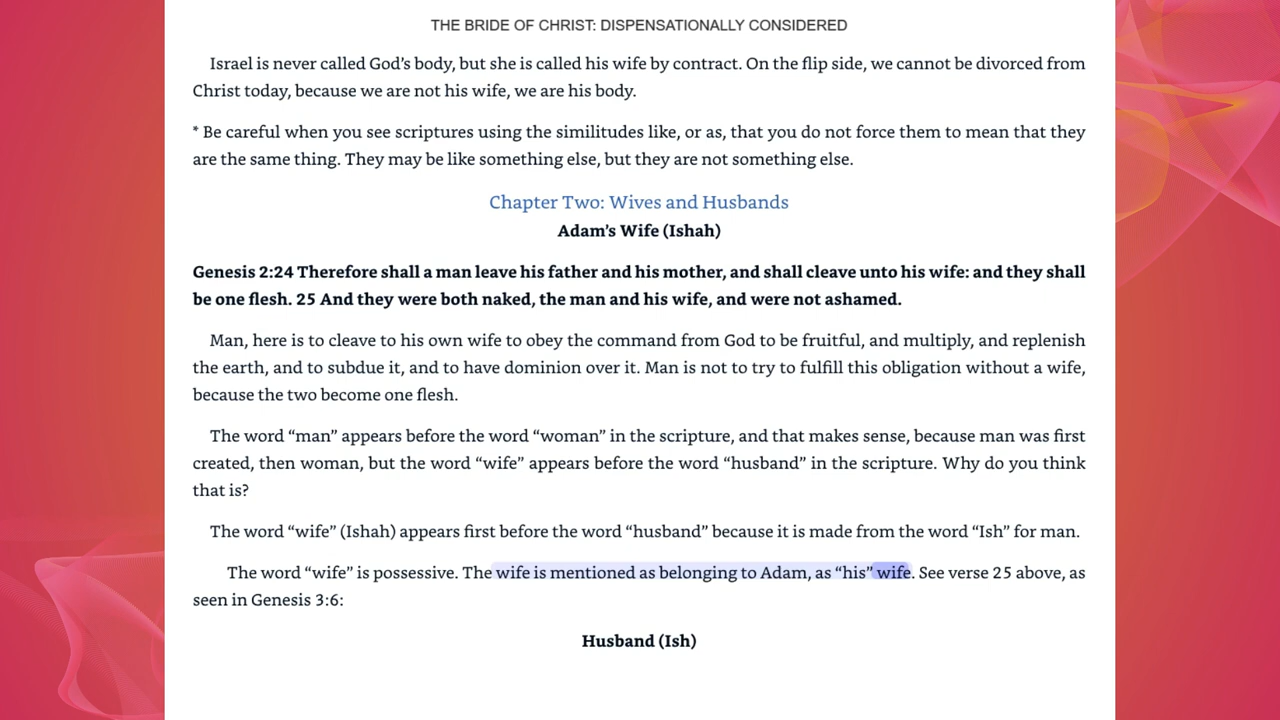 THE BRIDE OF CHRIST: DISPENSATIONALLY CONSIDERED
Israel is never called God’s body, but she is called his wife by contract. On the flip side, we cannot be divorced from
Christ today, because we are not his wife, we are his body.
* Be careful when you see scriptures using the similitudes like, or as, that you do not force them to mean that they
are the same thing. They may be like something else, but they are not something else.
Chapter Two: Wives and Husbands
Adam’s Wife (Ishah)
Genesis 2:24 Therefore shall a man leave his father and his mother, and shall cleave unto his wife: and they shall
be one flesh. 25 And they were both naked, the man and his wife, and were not ashamed.
Man, here is to cleave to his own wife to obey the command from God to be fruitful, and multiply, and replenish
the earth, and to subdue it, and to have dominion over it. Man is not to try to fulfill this obligation without a wife,
because the two become one flesh.
The word “man” appears before the word “woman” in the scripture, and that makes sense, because man was first
created, then woman, but the word “wife” appears before the word “husband” in the scripture. Why do you think
that is?
The word “wife” (Ishah) appears first before the word “husband” because it is made from the word “Ish” for man.
The word “wife” is possessive. The wife is mentioned as belonging to Adam, as “his” wife. See verse 25 above, as
seen in Genesis 3:6:
Husband (Ish)